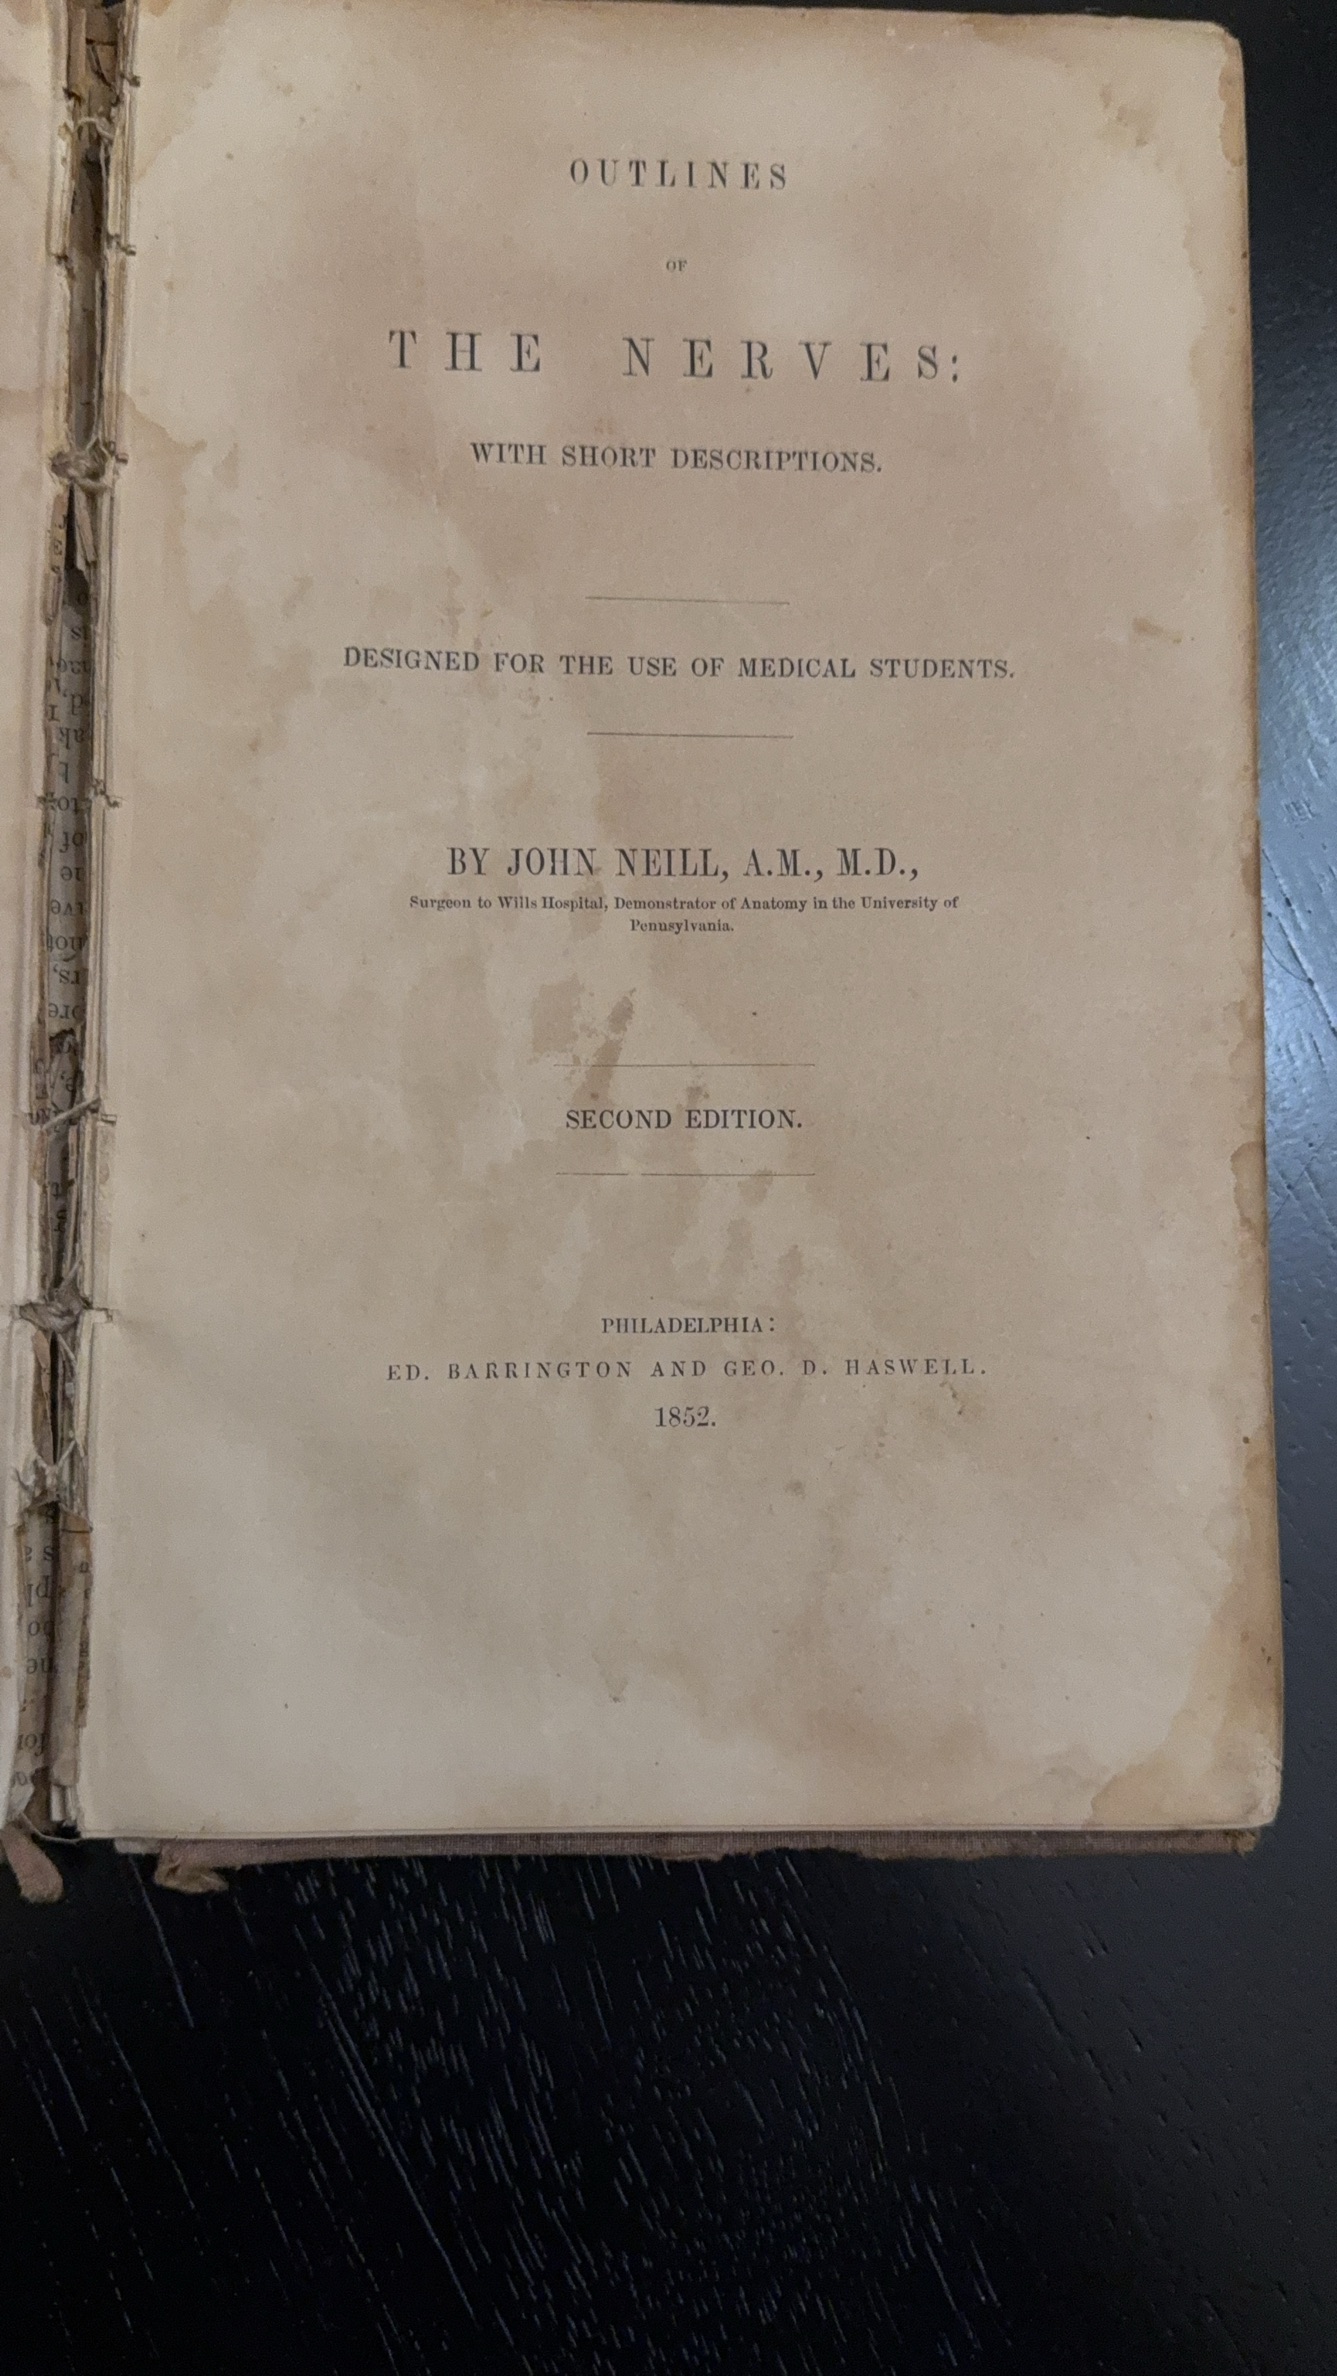 OUTLINES
OF
THE NERVES:
WITH SHORT DESCRIPTIONS.
DESIGNED FOR THE USE OF MEDICAL STUDENTS.
BY JOHN NEILL, A.M., M.D.,
Surgeon to Wills Hospital, Demonstrator of Anatomy in the University of
Pennsylvania.
SECOND EDITION.
PHILADELPHIA:
ED. BARRINGTON AND GEO. D. HASWELL.
1852.